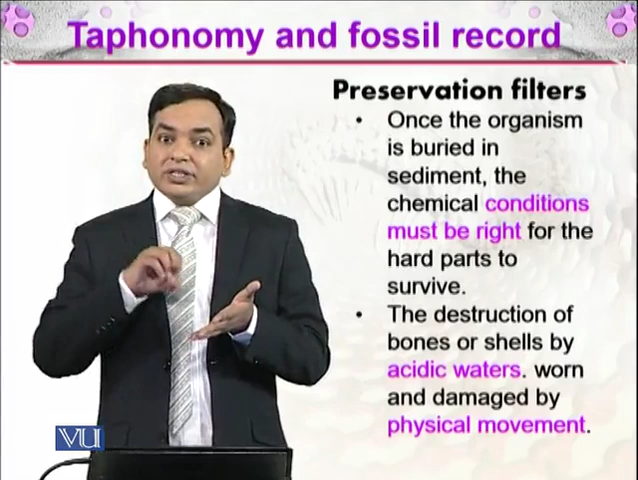 Taphonomy and fossil record
Preservation filters
• Once the organism
is buried in
sediment, the
chemical conditions
must be right for the
hard parts to
survive.
• The destruction of
bones or shells by
acidic waters. worn
and damaged by
physical movement.
VU